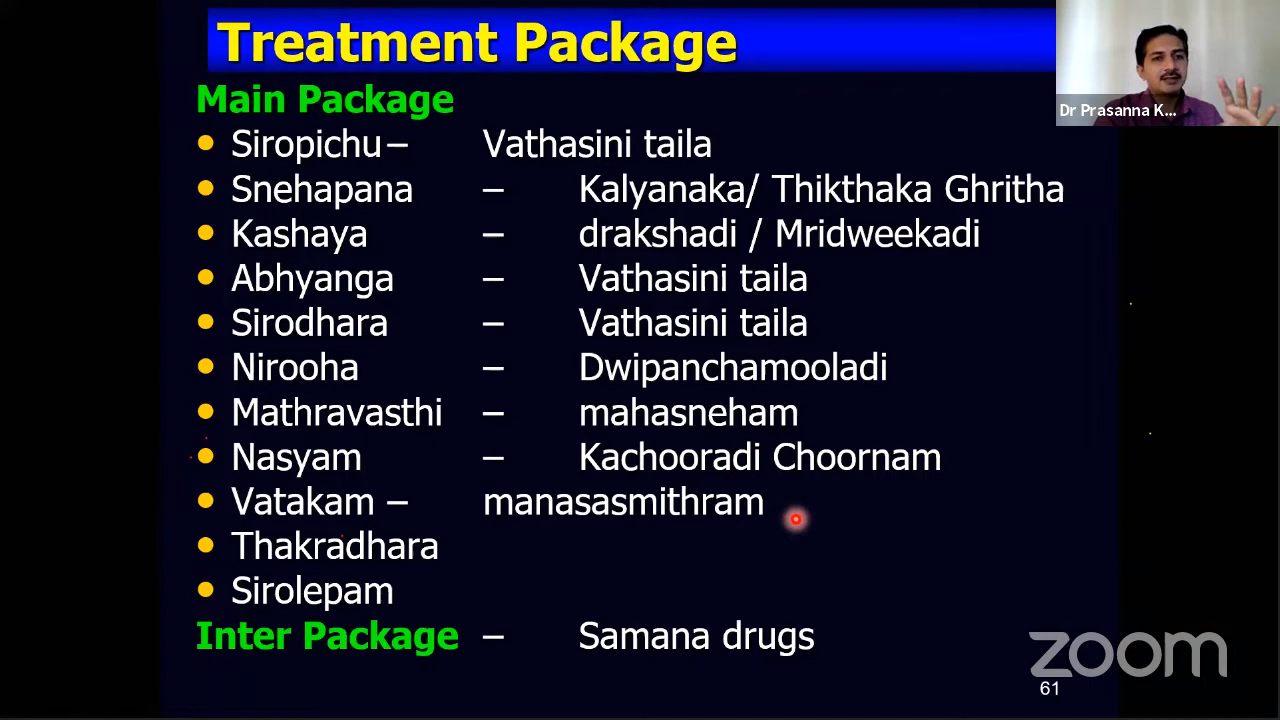 Treatment Package
Dr Prasanna K...
Main Package
• Siropichu – Vathasini taila
• Snehapana – Kalyanaka/ Thikthaka Ghritha
• Kashaya – drakshadi / Mridweekadi
• Abhyanga – Vathasini taila
• Sirodhara – Vathasini taila
• Nirooha – Dwipanchamooladi
• Mathravasthi – mahasneham
• Nasyam – Kachooradi Choornam
• Vatakam – manasasmithram
• Thakradhara
• Sirolepam
Inter Package – Samana drugs
zoom
61